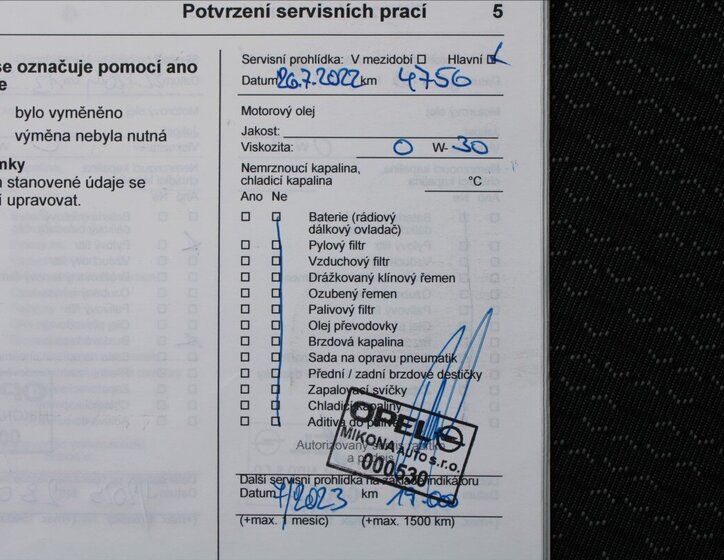 Potvrzení servisních prací 5
se označuje pomocí ano
e
bylo vyměněno
výměna nebyla nutná
mky
n stanovené údaje se
í upravovat.
Servisní prohlídka: V mezidobí ☐ Hlavní ☑
Datum 26.7.2022 km 4756
Motorový olej
Jakost:
Viskozita: 0 W- 30
Nemrznoucí kapalina,
chladicí kapalina °C
Ano Ne
☐ ☐ Baterie (rádiový
dálkový ovladač)
☐ ☐ Pylový filtr
☐ ☐ Vzduchový filtr
☐ ☐ Drážkovaný klínový řemen
☐ ☐ Ozubený řemen
☐ ☐ Palivový filtr
☐ ☐ Olej převodovky
☐ ☐ Brzdová kapalina
☐ ☐ Sada na opravu pneumatik
☐ ☐ Přední / zadní brzdové destičky
☐ ☐ Zapalovací svíčky
☐ ☐ Chladicí kapaliny
☐ ☐ Aditiva do paliv
OPEL
MIKONA AUTO s.r.o.
000530
Autorizovaný servis
a podpis
Další servisní prohlídka na základě indikátoru
Datum 7/2023 km 19.000
(+max. 1 mesic) (+max. 1500 km)